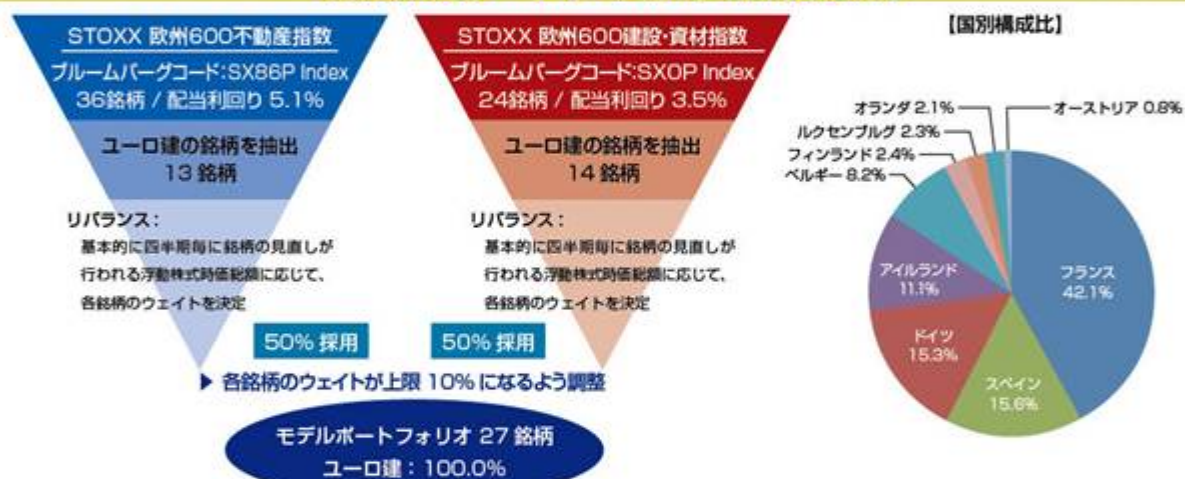 STOXX 欧州600不動産指数
ブルームバーグコード:SX86P Index
36銘柄 / 配当利回り 5.1%
ユーロ建の銘柄を抽出
13 銘柄
リバランス:
基本的に四半期毎に銘柄の見直しが
行われる浮動株式時価総額に応じて、
各銘柄のウェイトを決定
50% 採用
STOXX 欧州600建設・資材指数
ブルームバーグコード:SXOP Index
24銘柄 / 配当利回り 3.5%
ユーロ建の銘柄を抽出
14 銘柄
リバランス:
基本的に四半期毎に銘柄の見直しが
行われる浮動株式時価総額に応じて、
各銘柄のウェイトを決定
50% 採用
▶ 各銘柄のウェイトが上限 10% になるよう調整
モデルポートフォリオ 27 銘柄
ユーロ建:100.0%
【国別構成比】
オランダ 2.1%
オーストリア 0.8%
ルクセンブルグ 2.3%
フィンランド 2.4%
ベルギー 8.2%
アイルランド
11.1%
フランス
42.1%
ドイツ
15.3%
スペイン
15.6%